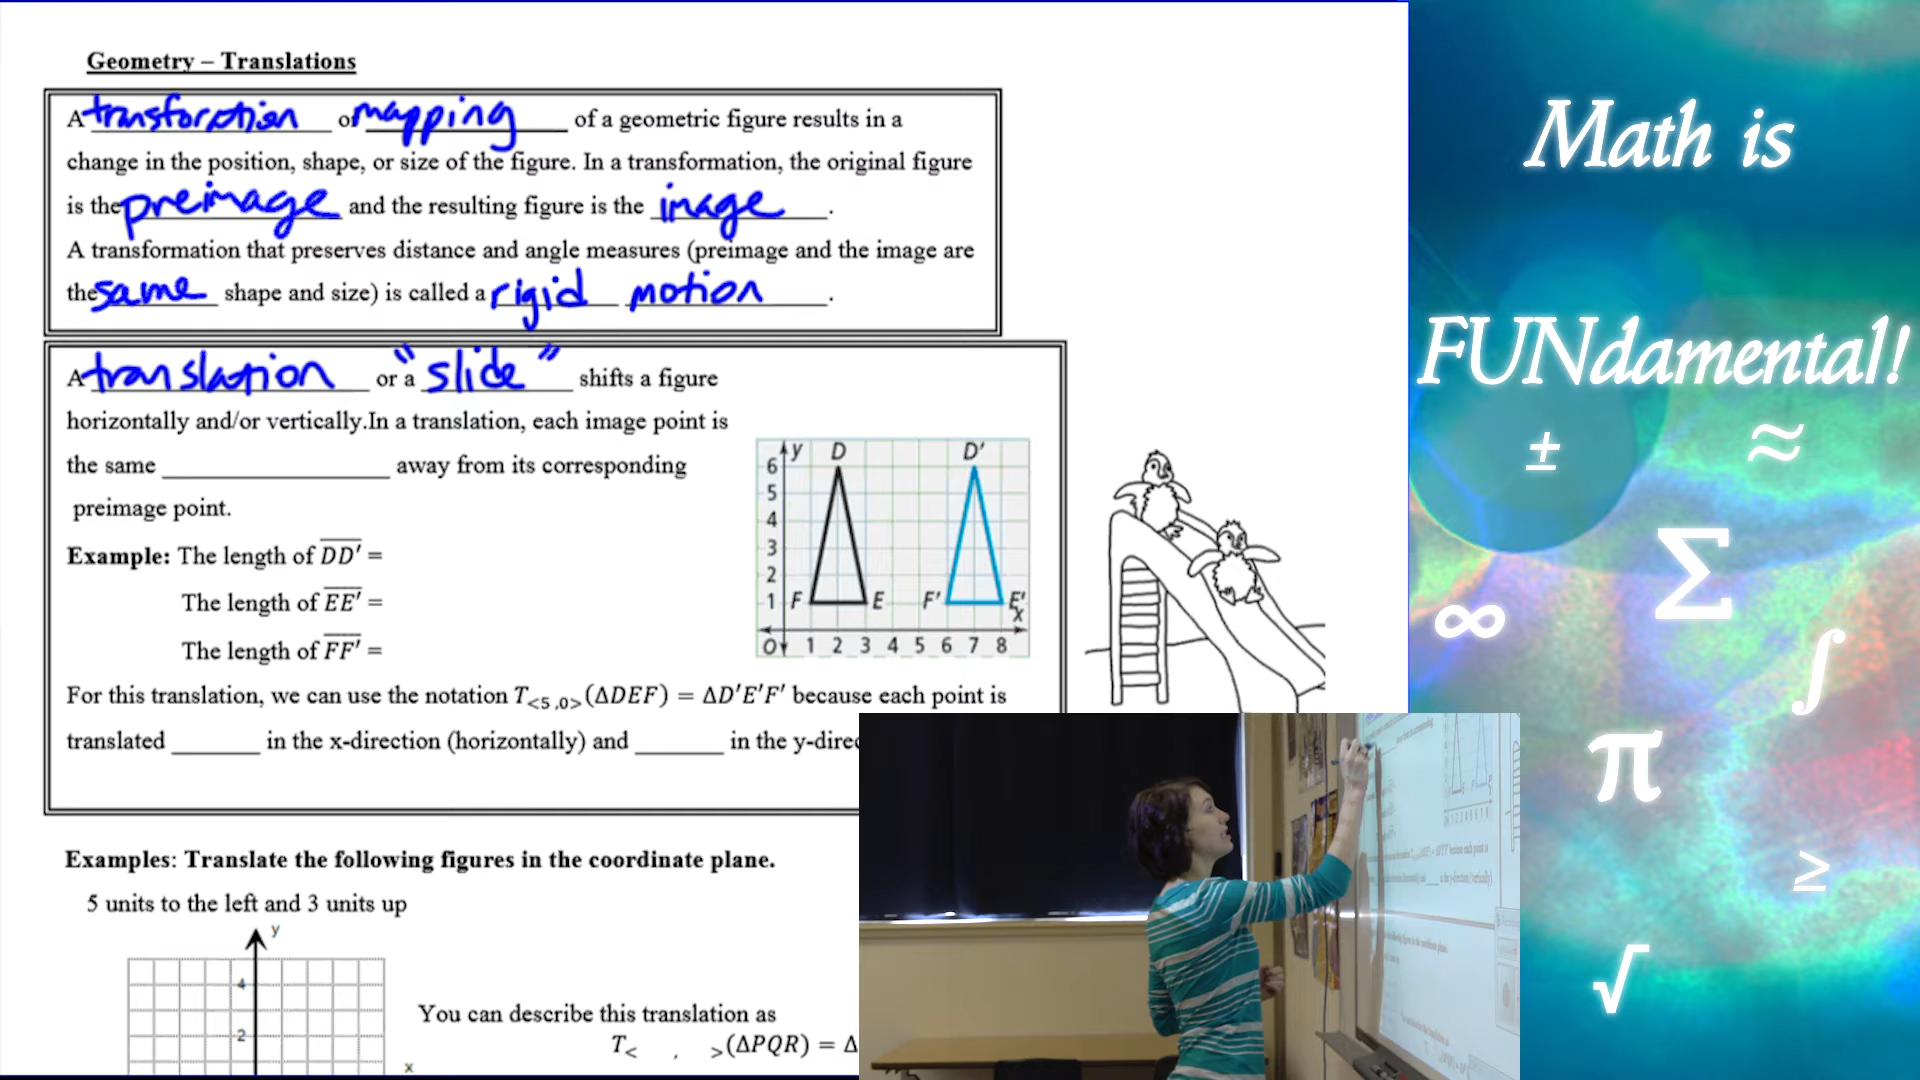 Geometry – Translations
A transforction or mapping of a geometric figure results in a
change in the position, shape, or size of the figure. In a transformation, the original figure
is the preimage and the resulting figure is the image.
A transformation that preserves distance and angle measures (preimage and the image are
the same shape and size) is called a rigid motion.
A translation or a "slide" shifts a figure
horizontally and/or vertically.In a translation, each image point is
the same ____________ away from its corresponding
preimage point.
Example: The length of DD′ =
The length of EE′ =
The length of FF′ =
y D D′
6
5
4
3
2
1 F E F′ E′
x
O 1 2 3 4 5 6 7 8
For this translation, we can use the notation T<5 ,0>(ΔDEF) = ΔD′E′F′ because each point is
translated ______ in the x-direction (horizontally) and ______ in the y-direc
Examples: Translate the following figures in the coordinate plane.
5 units to the left and 3 units up
y
4
2
x
You can describe this translation as
T< , >(ΔPQR) = Δ
Math is
FUNdamental!
± ≈
Σ
∞
∫
π
≥
√